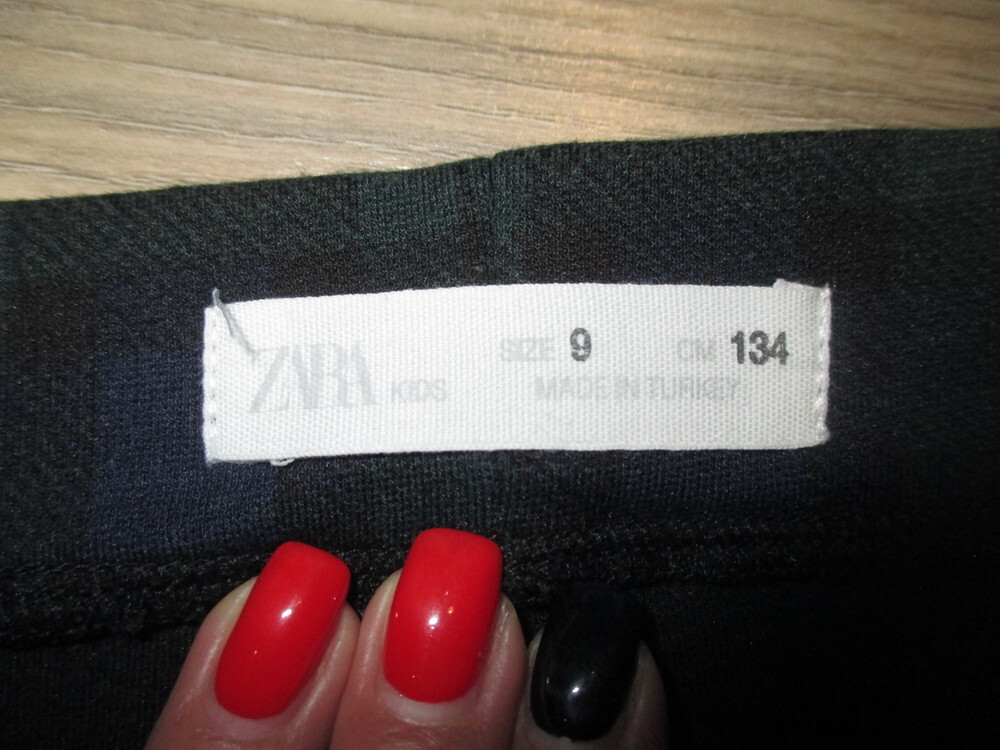 ZARA KIDS SIZE 9 CM 134
MADE IN TURKEY